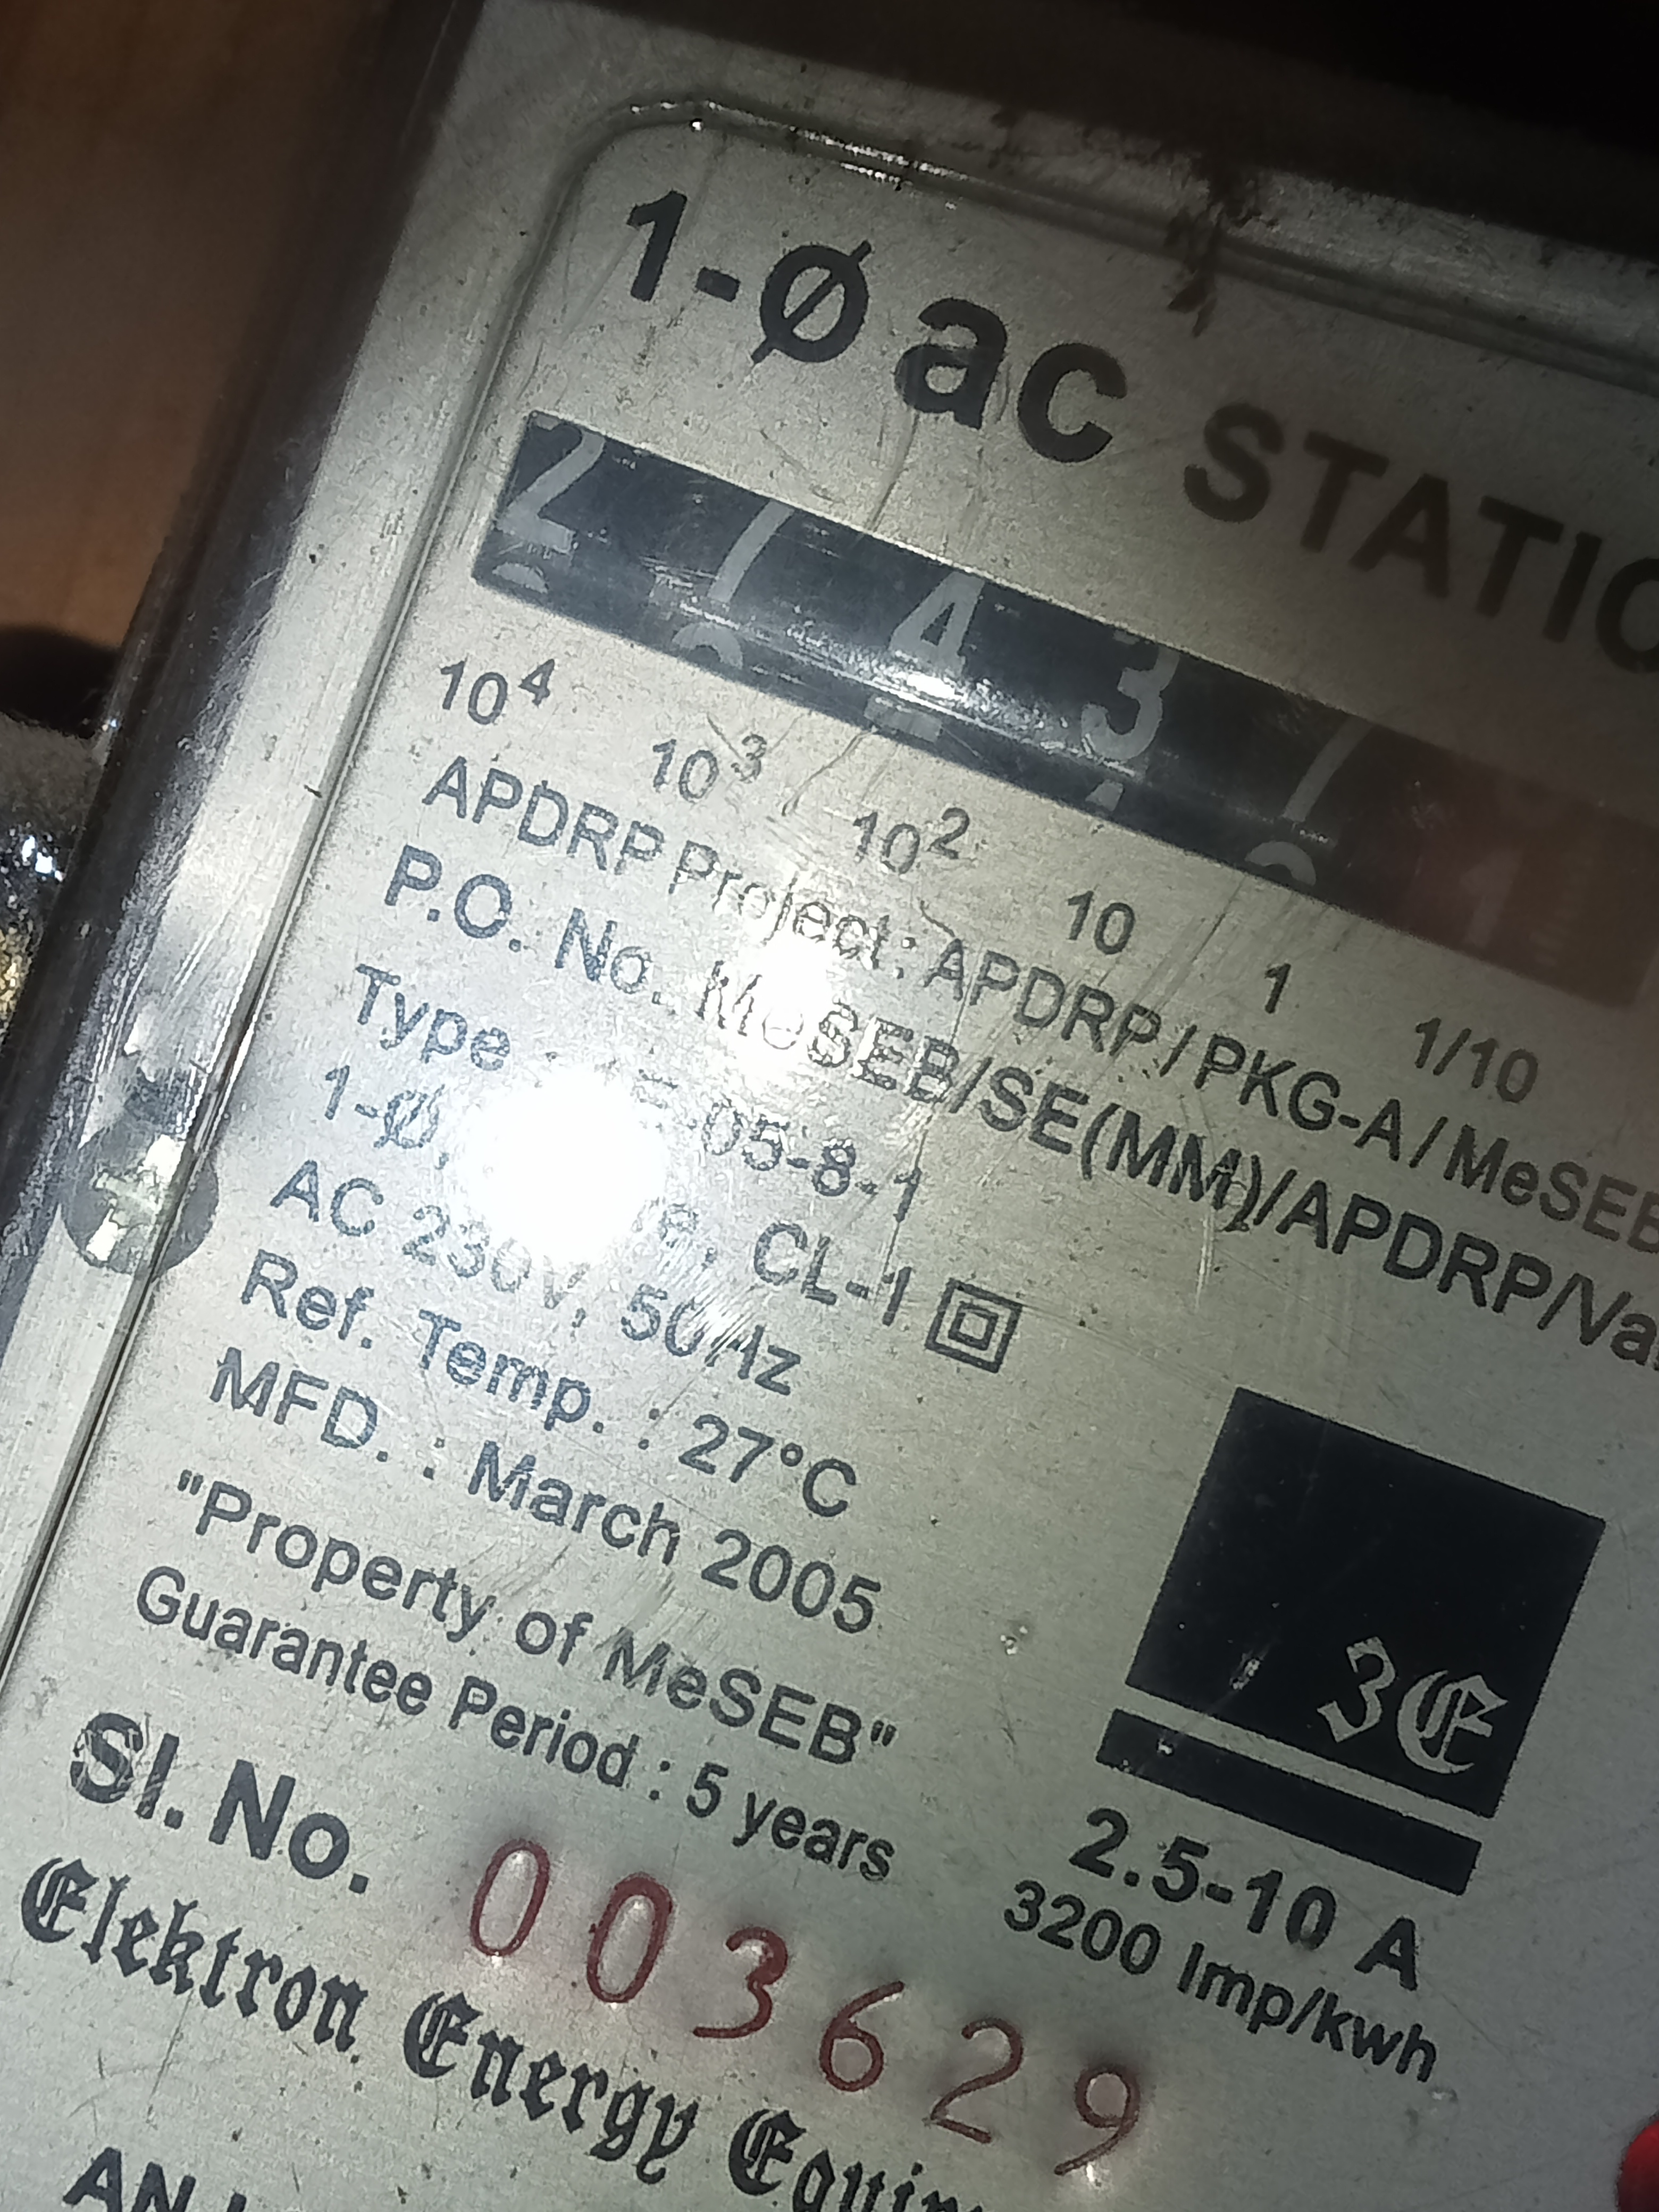 1-Ø ac STATIC
2 7 4 3 7 1
10⁴ 10³ 10² 10 1 1/10
APDRP Project: APDRP/PKG-A/MeSEB
P.O. No. MeSEB/SE(MM)/APDRP/Va
Type 05-8-1
1-Ø, CL-1
AC 230V, 50Hz
Ref. Temp. : 27°C
MFD. : March 2005
"Property of MeSEB"
Guarantee Period : 5 years
3E
2.5-10 A
3200 Imp/kwh
Sl. No. 003629
Elektron Energy